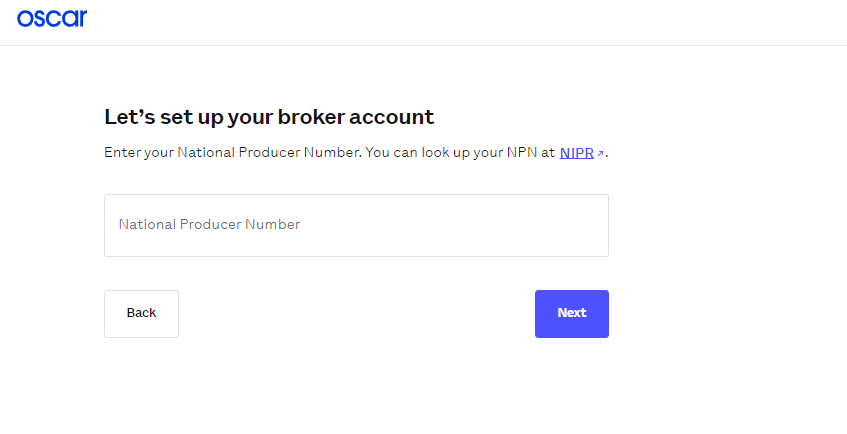 oscar
Let's set up your broker account
Enter your National Producer Number. You can look up your NPN at NIPR ↗.
National Producer Number
Back
Next